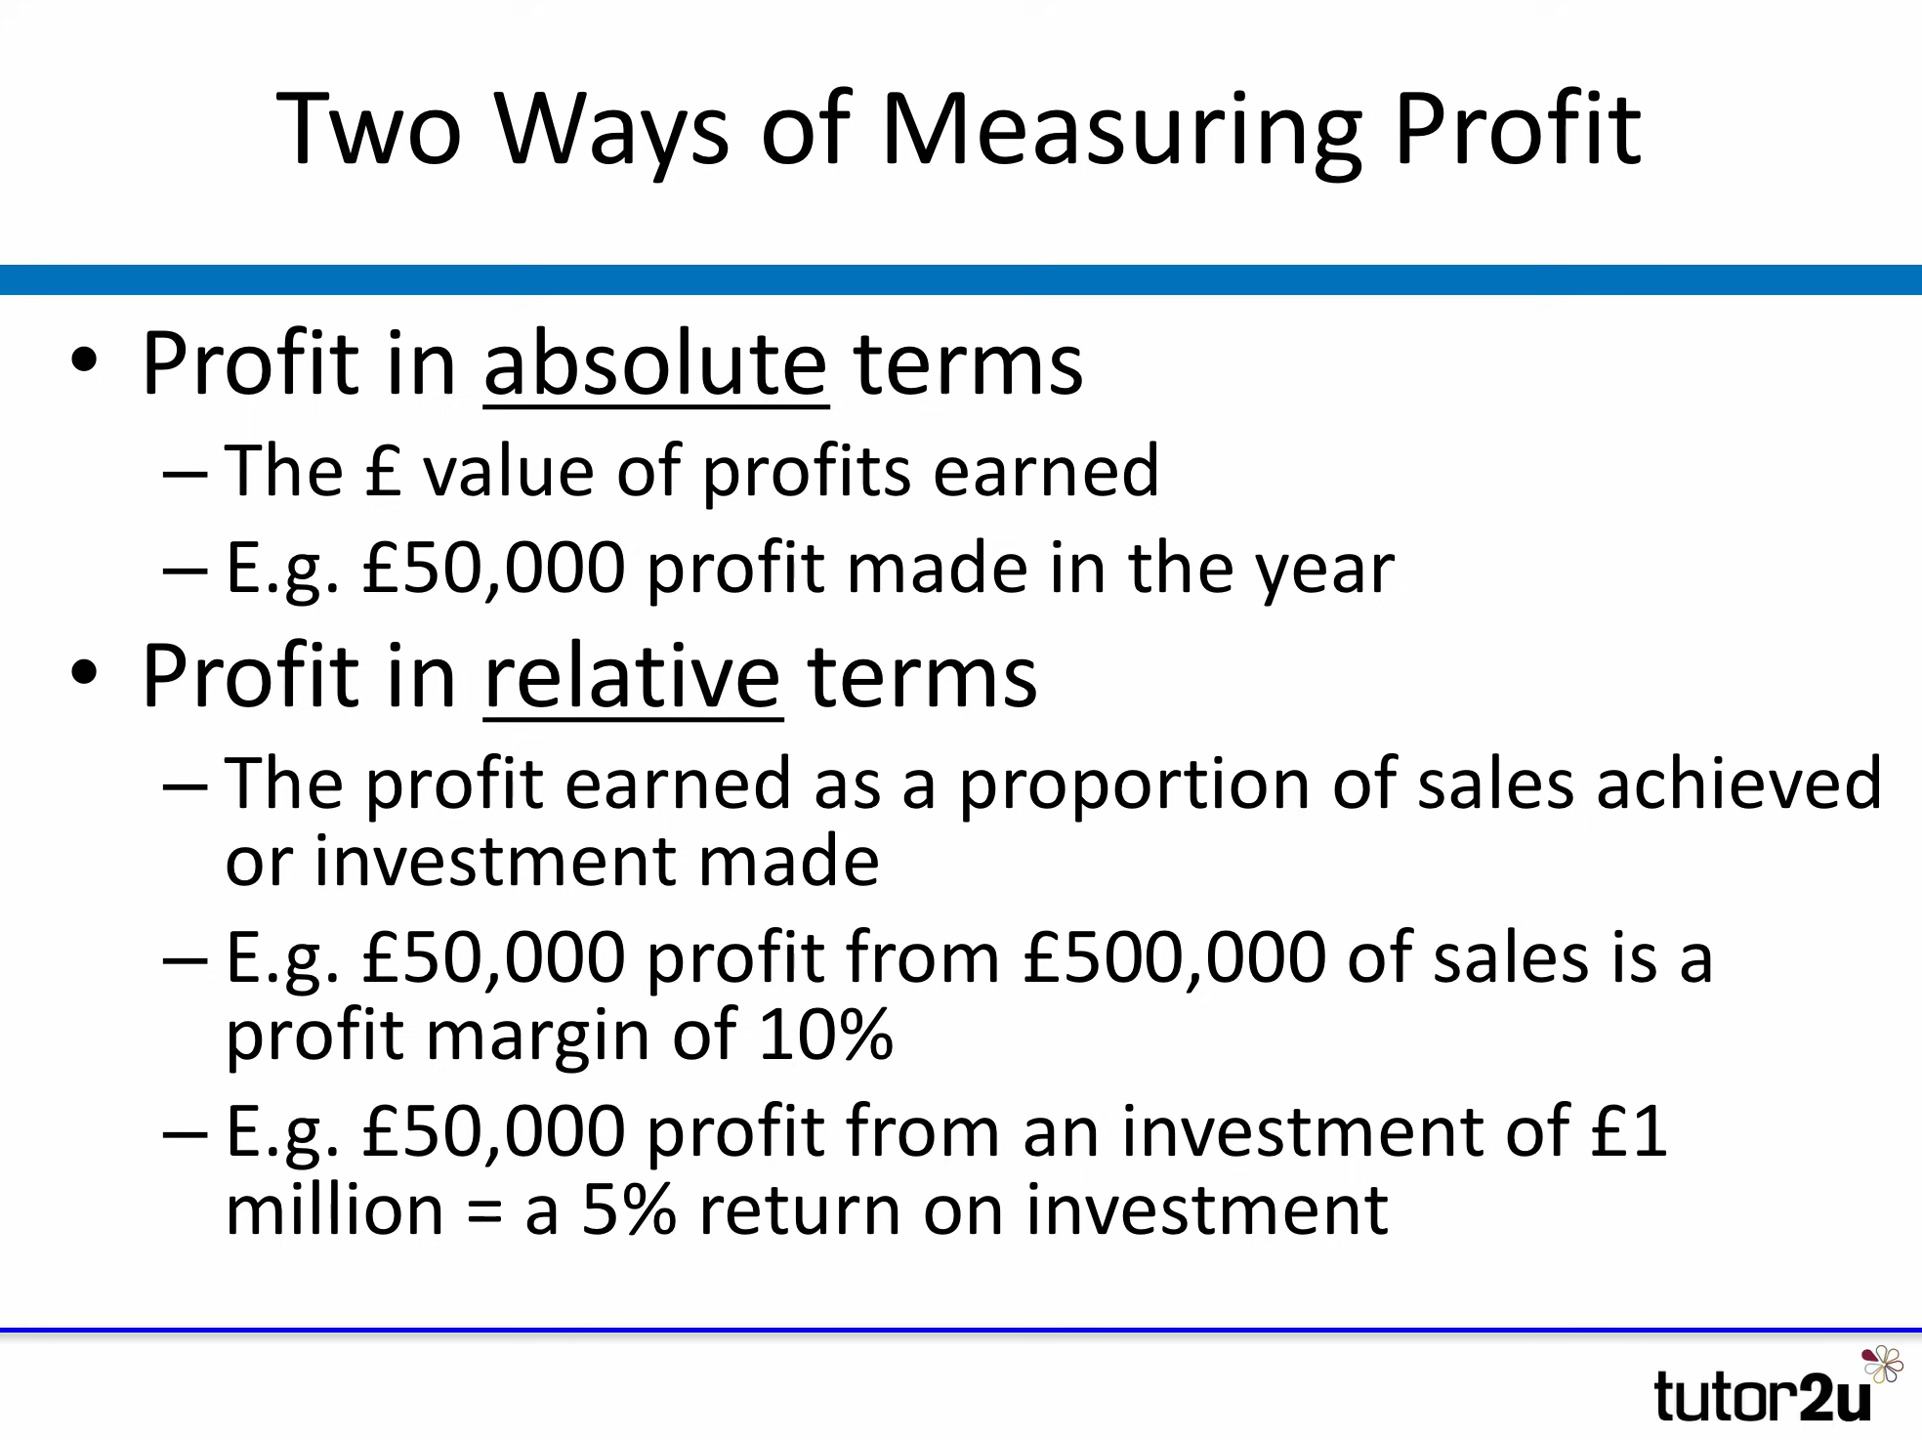 Two Ways of Measuring Profit
• Profit in absolute terms
– The £ value of profits earned
– E.g. £50,000 profit made in the year
• Profit in relative terms
– The profit earned as a proportion of sales achieved
or investment made
– E.g. £50,000 profit from £500,000 of sales is a
profit margin of 10%
– E.g. £50,000 profit from an investment of £1
million = a 5% return on investment
tutor2u